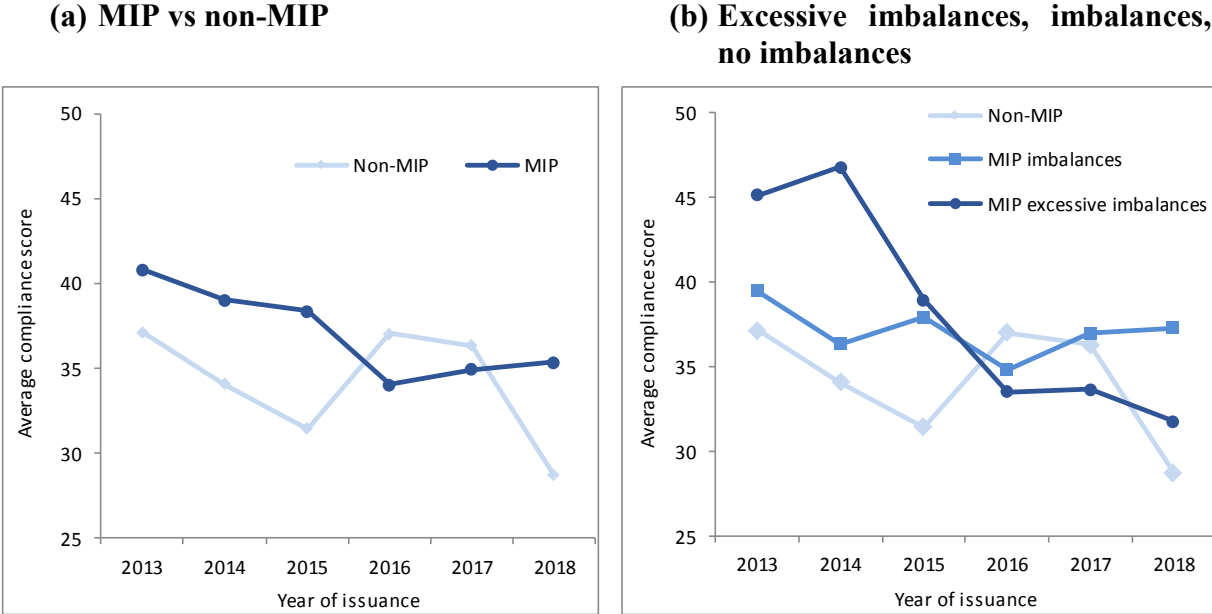 (a) MIP vs non-MIP
(b) Excessive imbalances, imbalances,
no imbalances
50
45
40
35
30
25
Average compliance score
Non-MIP
MIP
2013 2014 2015 2016 2017 2018
Year of issuance
50
45
40
35
30
25
Average compliance score
Non-MIP
MIP imbalances
MIP excessive imbalances
2013 2014 2015 2016 2017 2018
Year of issuance